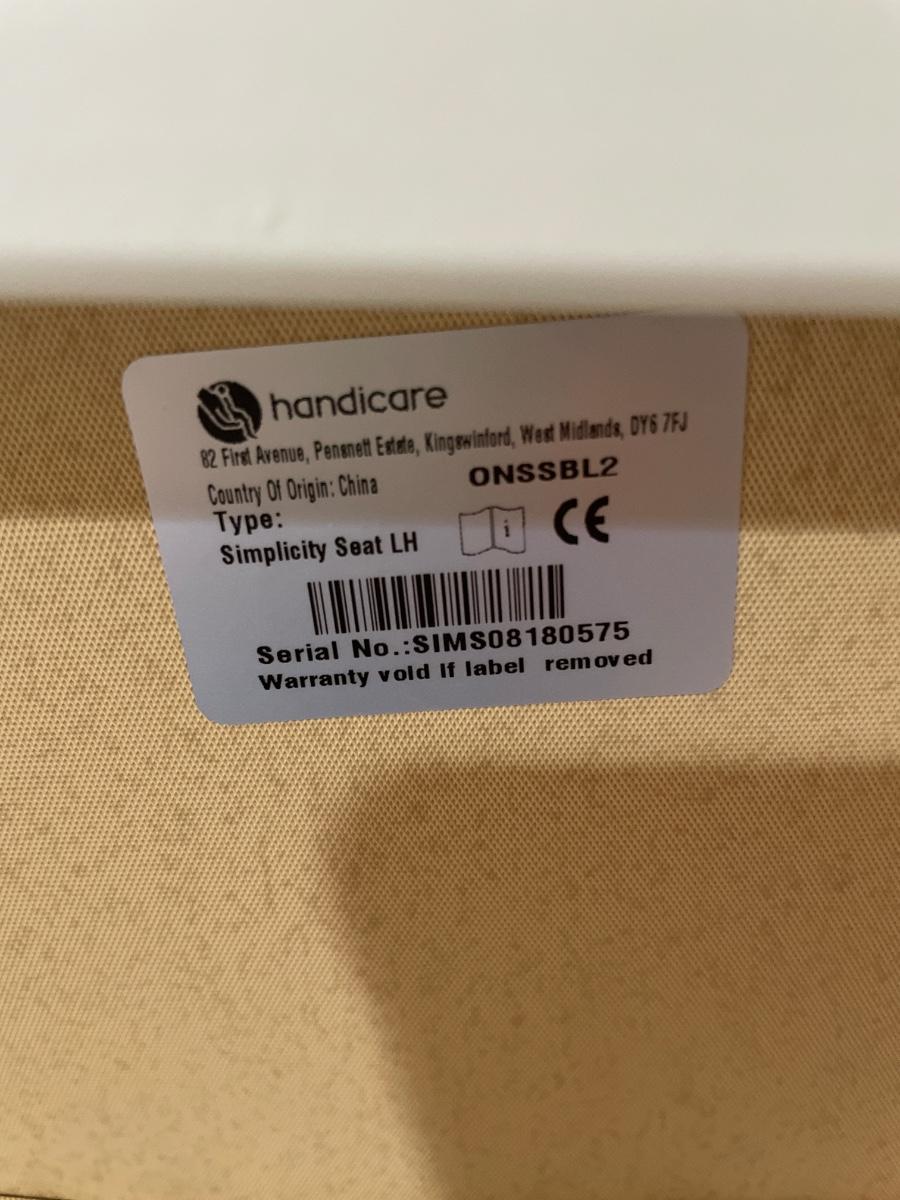 handicare
82 First Avenue, Pensnett Estate, Kingswinford, West Midlands, DY6 7FJ
Country Of Origin: China
ONSSBL2
Type:
i
CE
Simplicity Seat LH
Serial No.:SIMS08180575
Warranty void If label removed